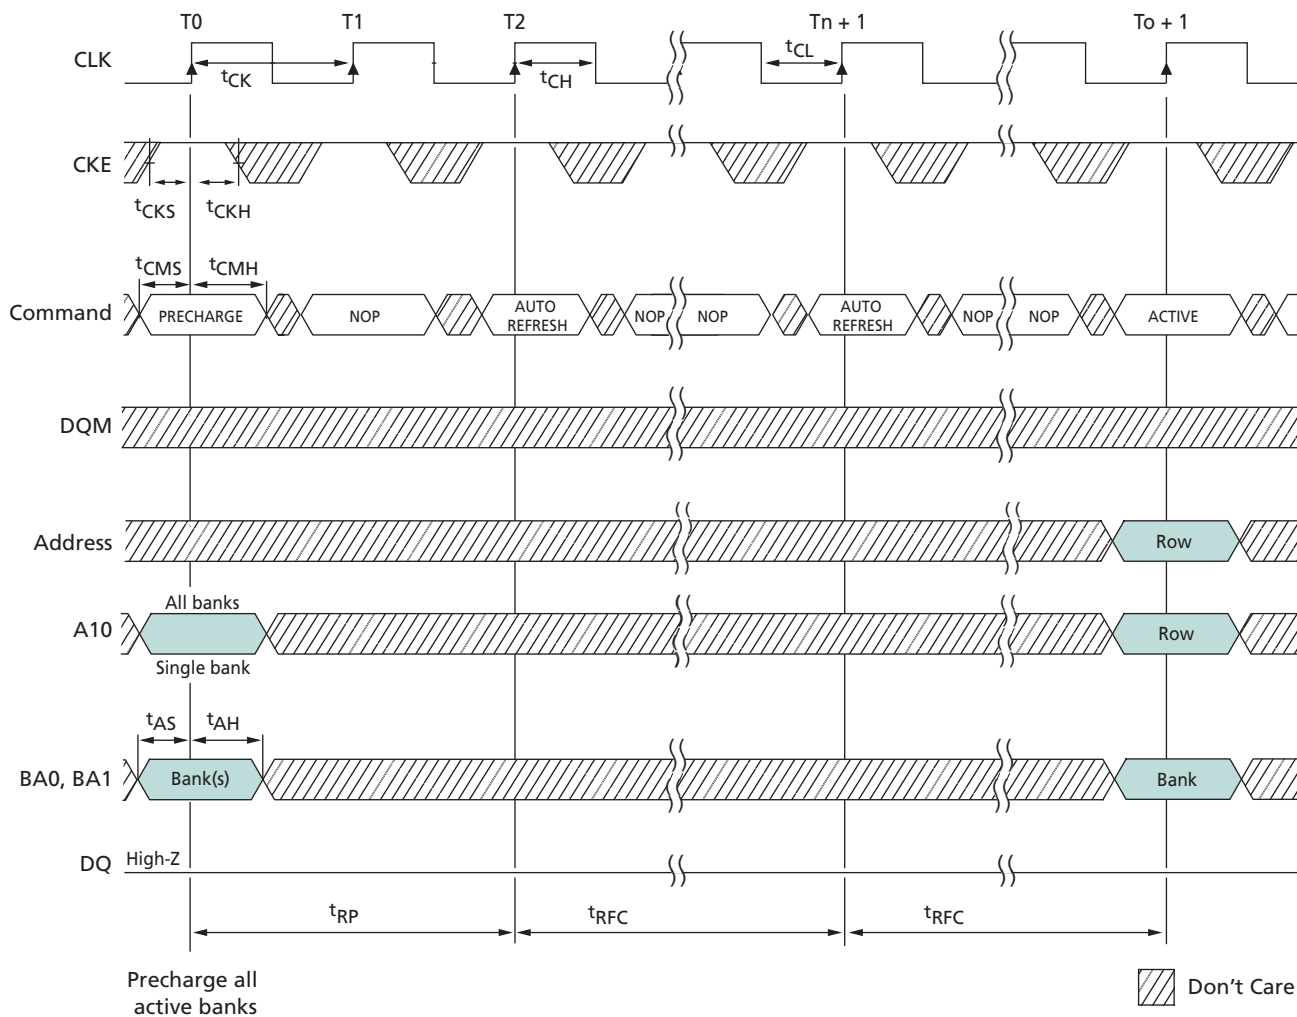 T0 T1 T2 Tn + 1 To + 1
CLK
tCK tCH tCL
CKE
tCKS tCKH
tCMS tCMH
Command PRECHARGE NOP AUTO REFRESH NOP NOP AUTO REFRESH NOP NOP ACTIVE
DQM
Address Row
All banks
A10 Row
Single bank
tAS tAH
BA0, BA1 Bank(s) Bank
DQ High-Z
tRP tRFC tRFC
Precharge all
active banks
Don't Care